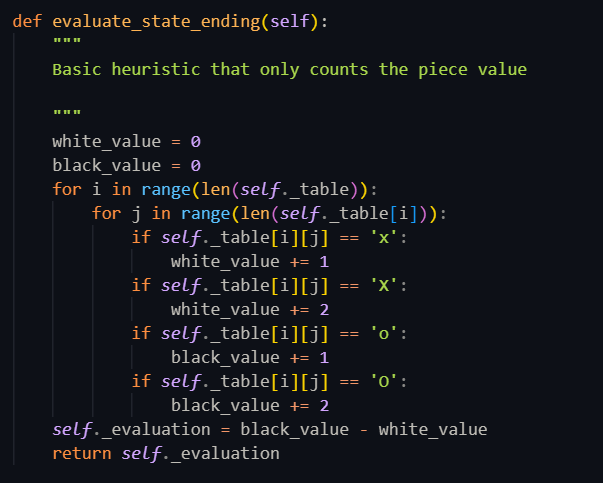 def evaluate_state_ending(self):
    """
    Basic heuristic that only counts the piece value

    """
    white_value = 0
    black_value = 0
    for i in range(len(self._table)):
        for j in range(len(self._table[i])):
            if self._table[i][j] == 'x':
                white_value += 1
            if self._table[i][j] == 'X':
                white_value += 2
            if self._table[i][j] == 'o':
                black_value += 1
            if self._table[i][j] == 'O':
                black_value += 2
    self._evaluation = black_value - white_value
    return self._evaluation